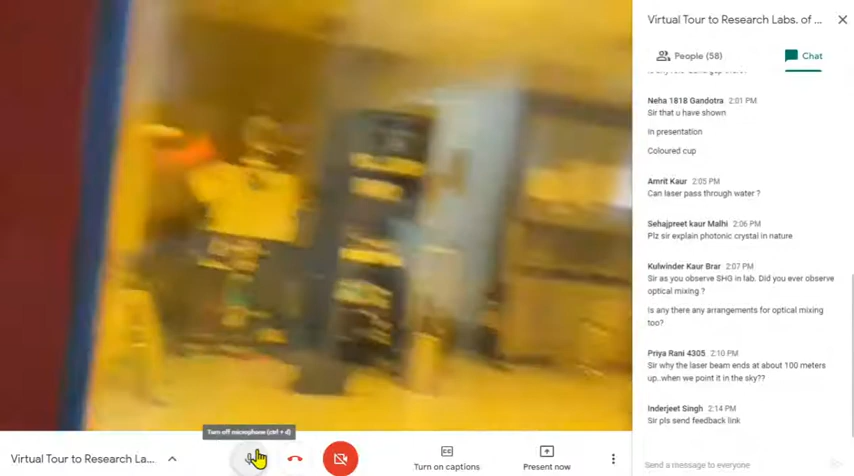 Virtual Tour to Research Labs. of ...
People (58)
Chat
Neha 1818 Gandotra 2:01 PM
Sir that u have shown
In presentation
Coloured cup
Amrit Kaur 2:05 PM
Can laser pass through water ?
Sehajpreet kaur Malhi 2:06 PM
Plz sir explain photonic crystal in nature
Kulwinder Kaur Brar 2:07 PM
Sir as you observe SHG in lab. Did you ever observe
optical mixing ?
Is any there any arrangements for optical mixing
too?
Priya Rani 4305 2:10 PM
Sir why the laser beam ends at about 100 meters
up..when we point it in the sky??
Inderjeet Singh 2:14 PM
Sir pls send feedback link
Send a message to everyone
Turn off microphone (ctrl + d)
Virtual Tour to Research La...
Turn on captions
Present now